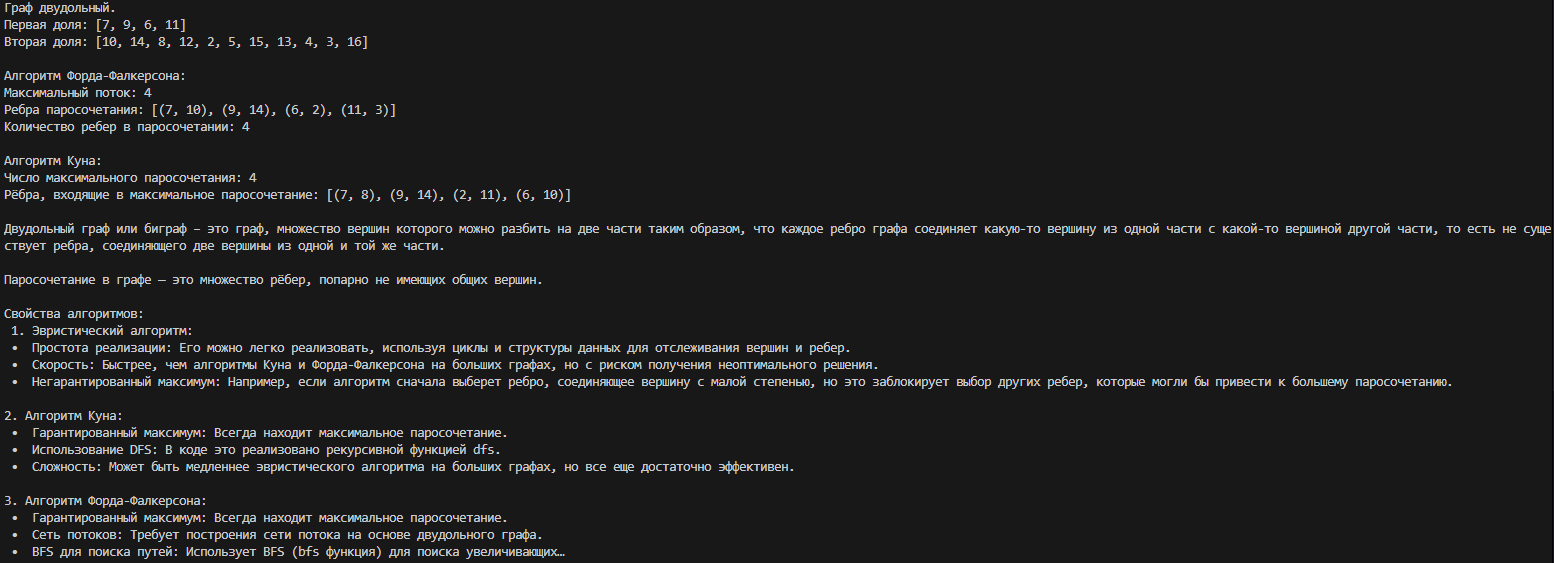 Граф двудольный.
Первая доля: [7, 9, 6, 11]
Вторая доля: [10, 14, 8, 12, 2, 5, 15, 13, 4, 3, 16]
Алгоритм Форда-Фалкерсона:
Максимальный поток: 4
Ребра паросочетания: [(7, 10), (9, 14), (6, 2), (11, 3)]
Количество ребер в паросочетании: 4
Алгоритм Куна:
Число максимального паросочетания: 4
Рёбра, входящие в максимальное паросочетание: [(7, 8), (9, 14), (2, 11), (6, 10)]
Двудольный граф или биграф – это граф, множество вершин которого можно разбить на две части таким образом, что каждое ребро графа соединяет какую-то вершину из одной части с какой-то вершиной другой части, то есть не суще
ствует ребра, соединяющего две вершины из одной и той же части.
Паросочетание в графе – это множество рёбер, попарно не имеющих общих вершин.
Свойства алгоритмов:
1. Эвристический алгоритм:
• Простота реализации: Его можно легко реализовать, используя циклы и структуры данных для отслеживания вершин и ребер.
• Скорость: Быстрее, чем алгоритмы Куна и Форда-Фалкерсона на больших графах, но с риском получения неоптимального решения.
• Негарантированный максимум: Например, если алгоритм сначала выберет ребро, соединяющее вершину с малой степенью, но это заблокирует выбор других ребер, которые могли бы привести к большему паросочетанию.
2. Алгоритм Куна:
• Гарантированный максимум: Всегда находит максимальное паросочетание.
• Использование DFS: В коде это реализовано рекурсивной функцией dfs.
• Сложность: Может быть медленнее эвристического алгоритма на больших графах, но все еще достаточно эффективен.
3. Алгоритм Форда-Фалкерсона:
• Гарантированный максимум: Всегда находит максимальное паросочетание.
• Сеть потоков: Требует построения сети потока на основе двудольного графа.
• BFS для поиска путей: Использует BFS (bfs функция) для поиска увеличивающих…